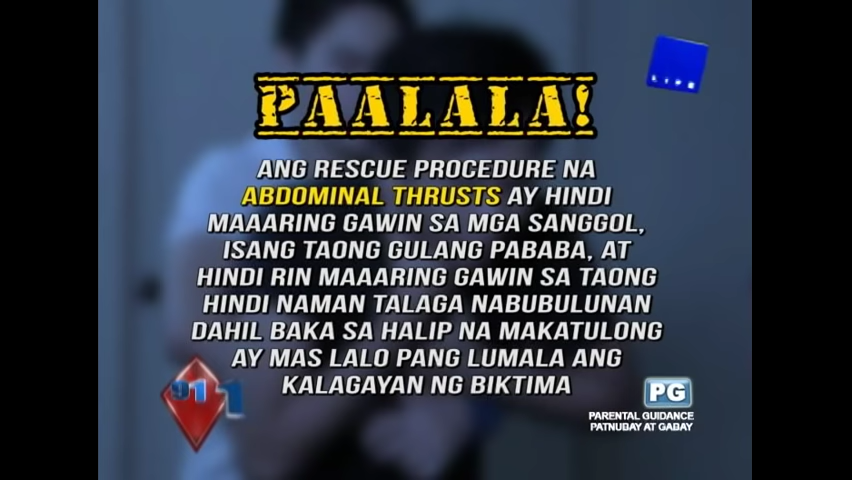 LIFE
PAALALA!
ANG RESCUE PROCEDURE NA
ABDOMINAL THRUSTS AY HINDI
MAAARING GAWIN SA MGA SANGGOL,
ISANG TAONG GULANG PABABA, AT
HINDI RIN MAAARING GAWIN SA TAONG
HINDI NAMAN TALAGA NABUBULUNAN
DAHIL BAKA SA HALIP NA MAKATULONG
AY MAS LALO PANG LUMALA ANG
KALAGAYAN NG BIKTIMA
911
PG
PARENTAL GUIDANCE
PATNUBAY AT GABAY